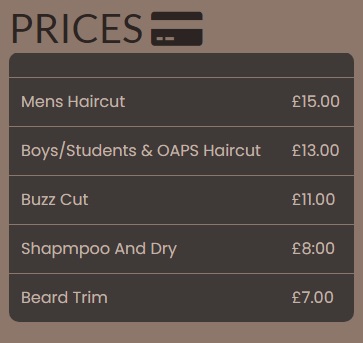 PRICES
Mens Haircut £15.00
Boys/Students & OAPS Haircut £13.00
Buzz Cut £11.00
Shapmpoo And Dry £8:00
Beard Trim £7.00